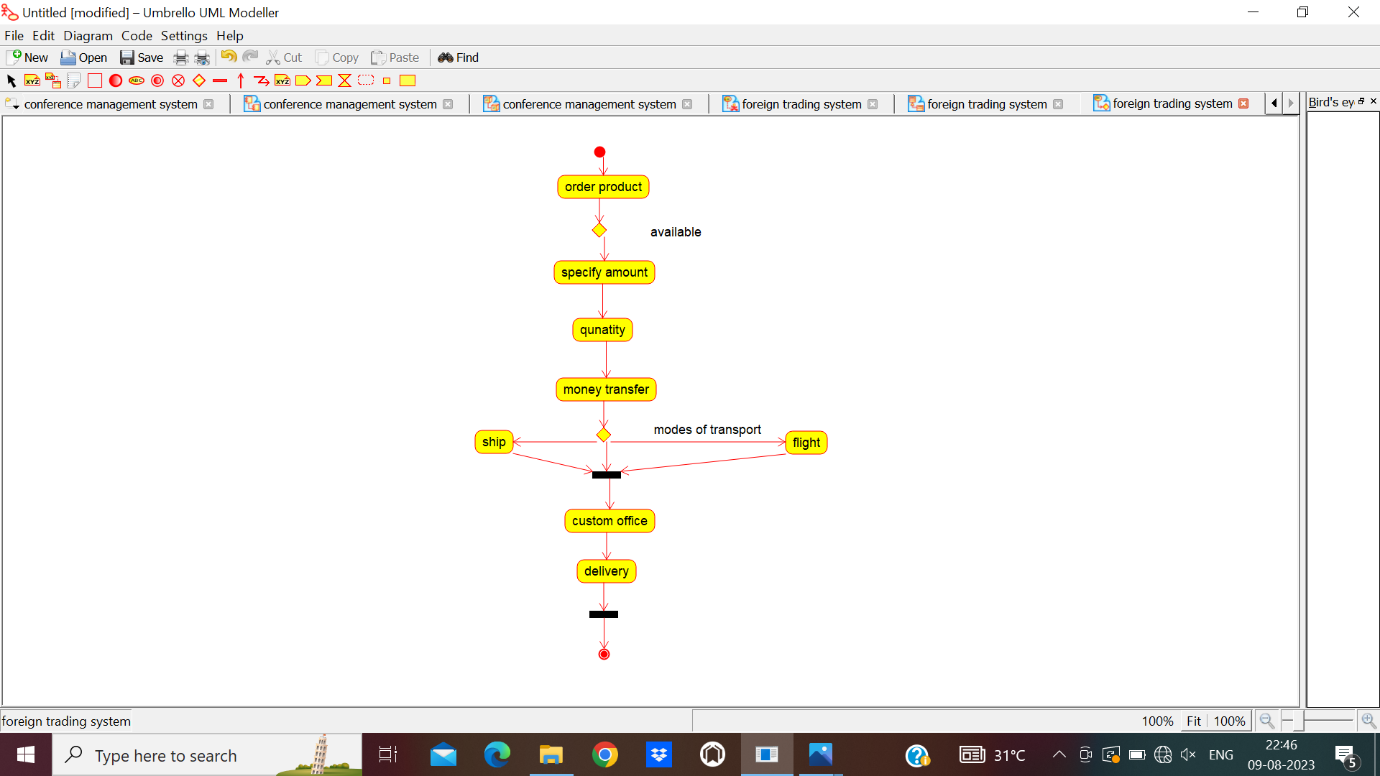 Untitled [modified] – Umbrello UML Modeller
File Edit Diagram Code Settings Help
New Open Save Cut Copy Paste Find
conference management system conference management system conference management system foreign trading system foreign trading system foreign trading system Bird's ey
order product
available
specify amount
qunatity
money transfer
modes of transport
ship
flight
custom office
delivery
foreign trading system 100% Fit 100%
Type here to search 31°C ENG 22:46
09-08-2023 5